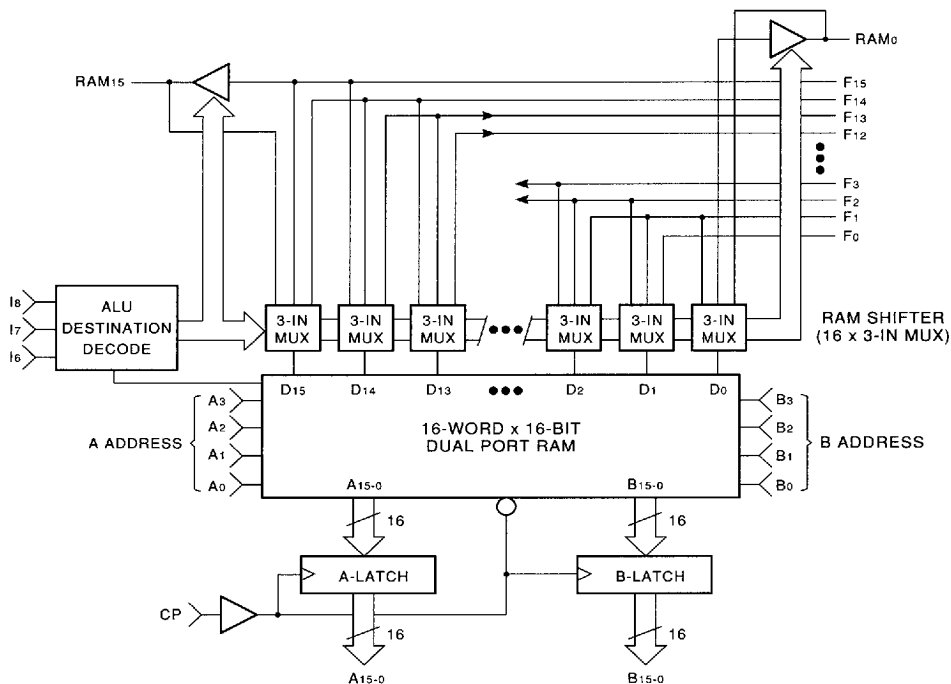 RAM0
RAM15
F15
F14
F13
F12
F3
F2
F1
F0
I8
I7
I6
ALU
DESTINATION
DECODE
3-IN
MUX
3-IN
MUX
3-IN
MUX
3-IN
MUX
3-IN
MUX
3-IN
MUX
RAM SHIFTER
(16 x 3-IN MUX)
D15
D14
D13
D2
D1
D0
A ADDRESS
A3
A2
A1
A0
16-WORD x 16-BIT
DUAL PORT RAM
B3
B2
B1
B0
B ADDRESS
A15-0
B15-0
16
16
A-LATCH
B-LATCH
CP
16
16
A15-0
B15-0